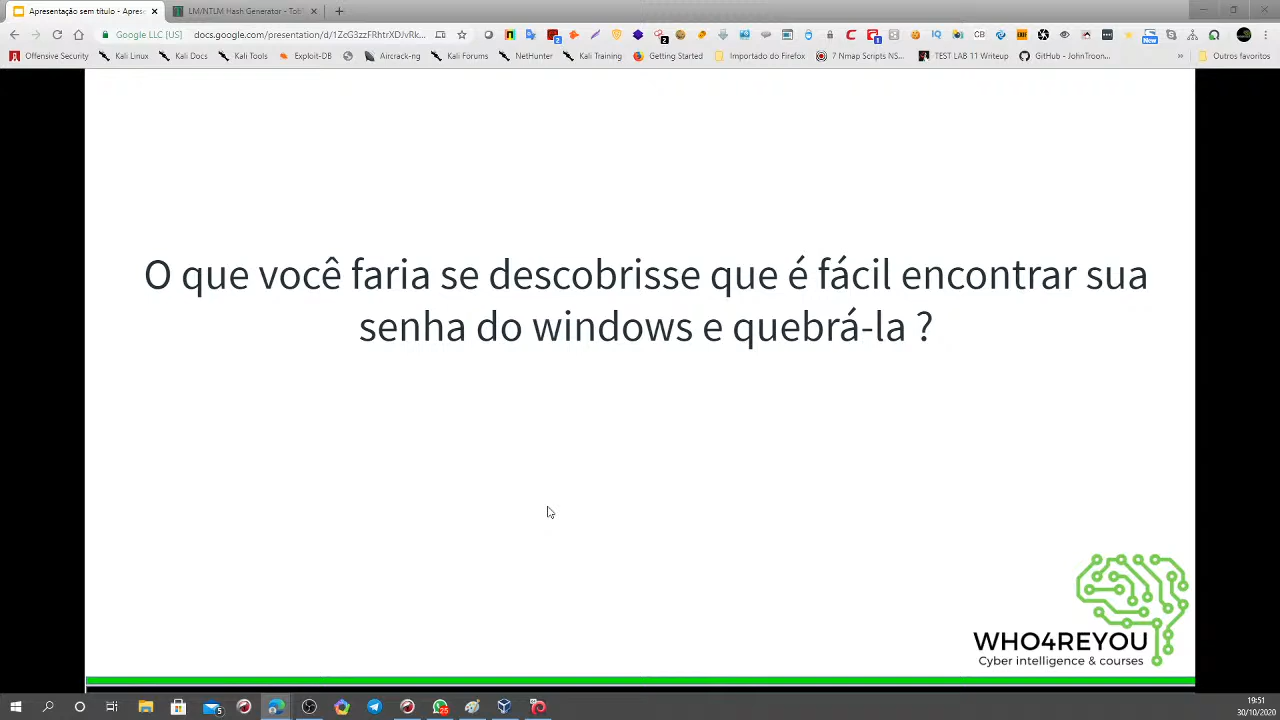 Apresentação sem título - Apres
LM/NTLM Hash Generator - Tob
Google LLC [US]
docs.google.com/presentation/d/1ZcG3zzFRhtrXDJvRk...
Offensive Security
Kali Linux
Kali Docs
Kali Tools
Exploit-DB
Aircrack-ng
Kali Forums
NetHunter
Kali Training
Getting Started
Importado do Firefox
7 Nmap Scripts NS...
TEST LAB 11 Writeup
GitHub - JohnTroon...
Outros favoritos
O que você faria se descobrisse que é fácil encontrar sua
senha do windows e quebrá-la ?
WHO4REYOU
Cyber intelligence & courses
19:51
30/10/2020